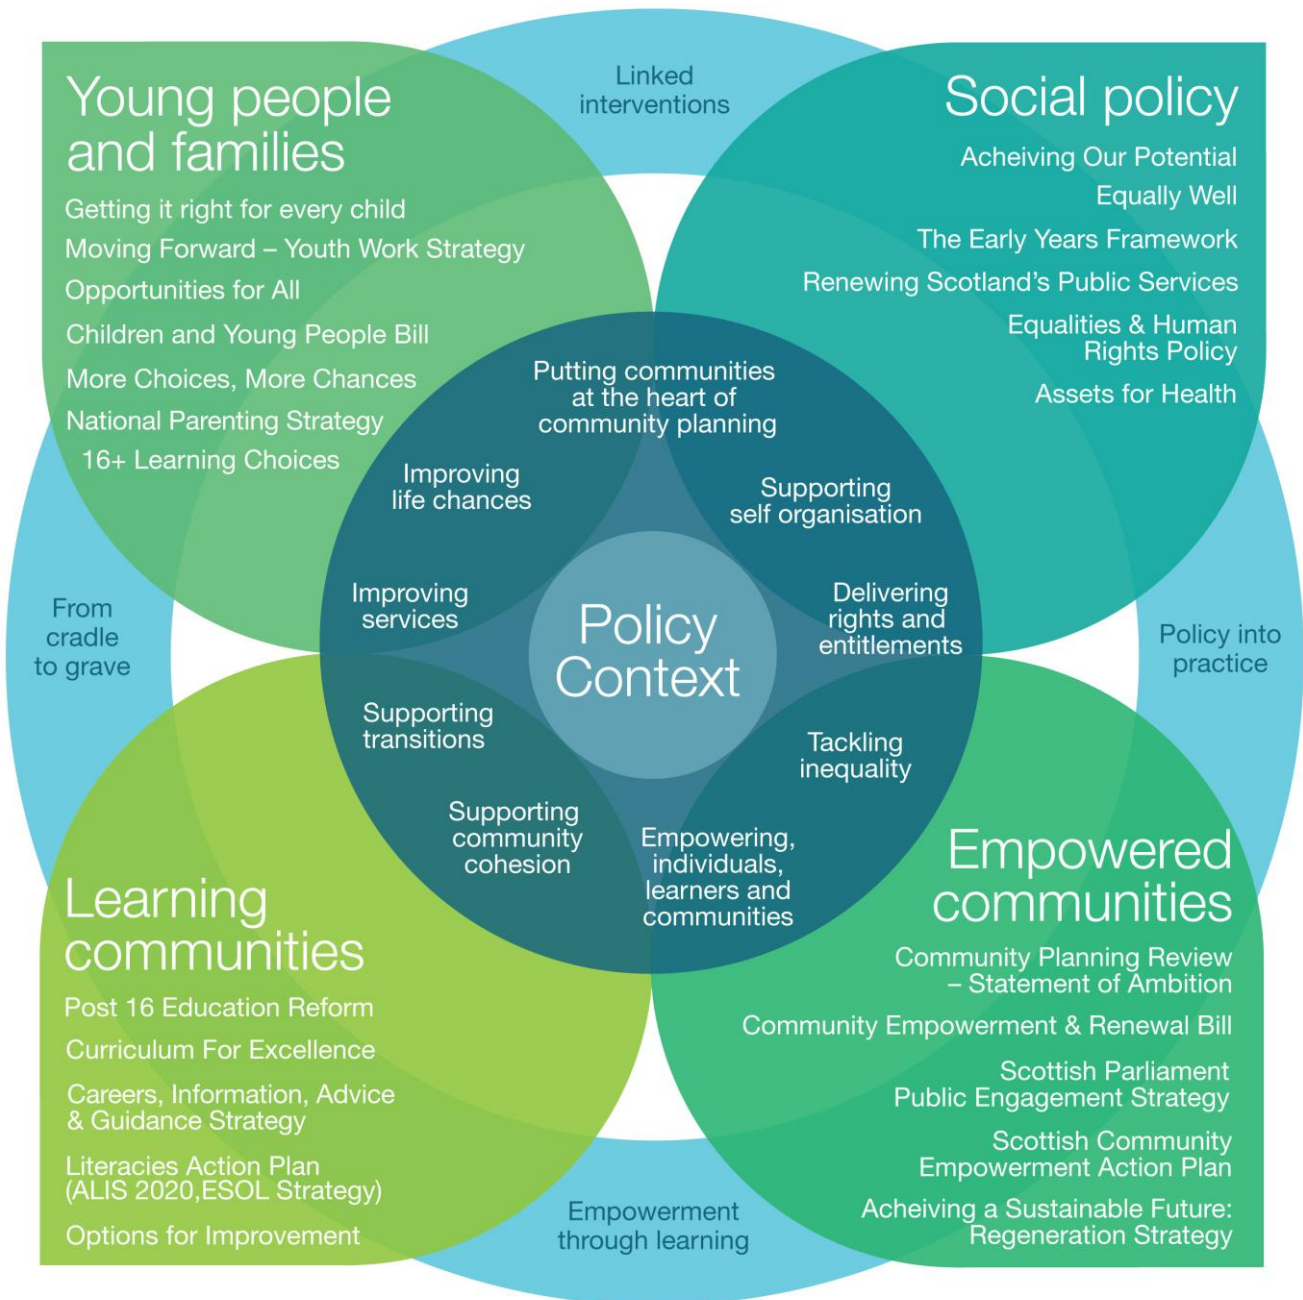 Linked
interventions
Young people
and families
Getting it right for every child
Moving Forward – Youth Work Strategy
Opportunities for All
Children and Young People Bill
More Choices, More Chances
National Parenting Strategy
16+ Learning Choices
Social policy
Acheiving Our Potential
Equally Well
The Early Years Framework
Renewing Scotland's Public Services
Equalities & Human
Rights Policy
Assets for Health
Putting communities
at the heart of
community planning
Improving
life chances
Supporting
self organisation
Improving
services
Delivering
rights and
entitlements
From
cradle
to grave
Policy
Context
Policy into
practice
Supporting
transitions
Tackling
inequality
Supporting
community
cohesion
Empowering,
individuals,
learners and
communities
Learning
communities
Post 16 Education Reform
Curriculum For Excellence
Careers, Information, Advice
& Guidance Strategy
Literacies Action Plan
(ALIS 2020,ESOL Strategy)
Options for Improvement
Empowered
communities
Community Planning Review
– Statement of Ambition
Community Empowerment & Renewal Bill
Scottish Parliament
Public Engagement Strategy
Scottish Community
Empowerment Action Plan
Acheiving a Sustainable Future:
Regeneration Strategy
Empowerment
through learning